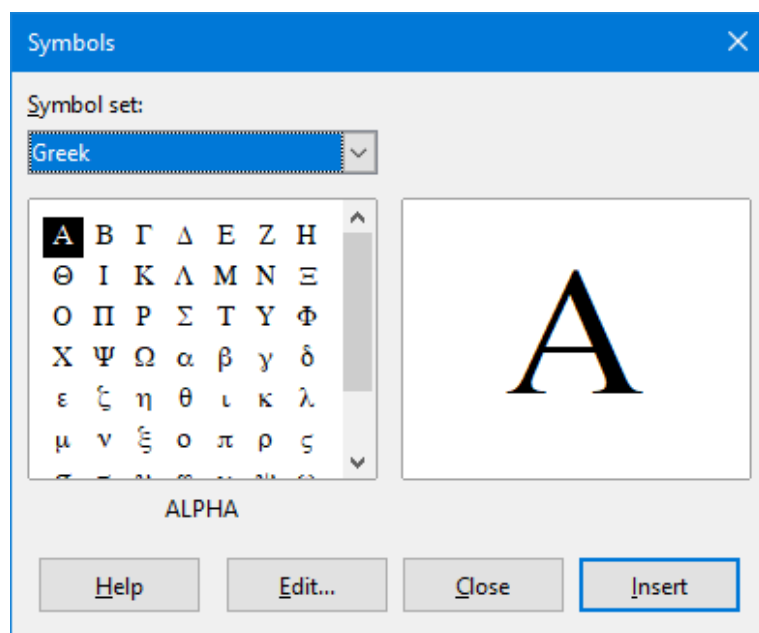 Symbols
Symbol set:
Greek
Α Β Γ Δ Ε Ζ Η
Θ Ι Κ Λ Μ Ν Ξ
Ο Π Ρ Σ Τ Υ Φ
Χ Ψ Ω α β γ δ
ε ζ η θ ι κ λ
μ ν ξ ο π ρ ς
Α
ALPHA
Help Edit... Close Insert